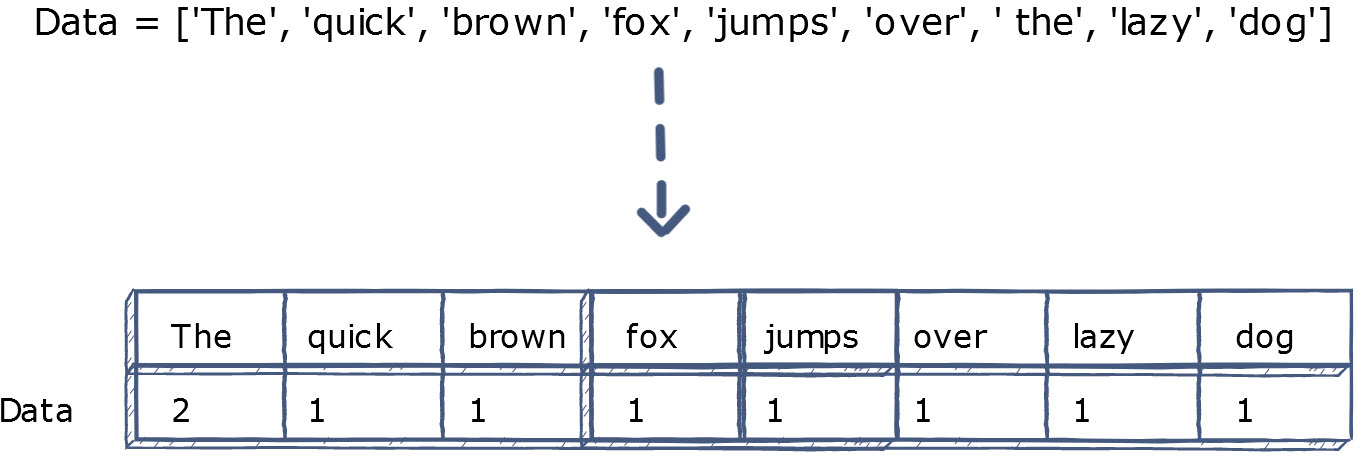 Data = ['The', 'quick', 'brown', 'fox', 'jumps', 'over', ' the', 'lazy', 'dog']
The quick brown fox jumps over lazy dog
Data 2 1 1 1 1 1 1 1